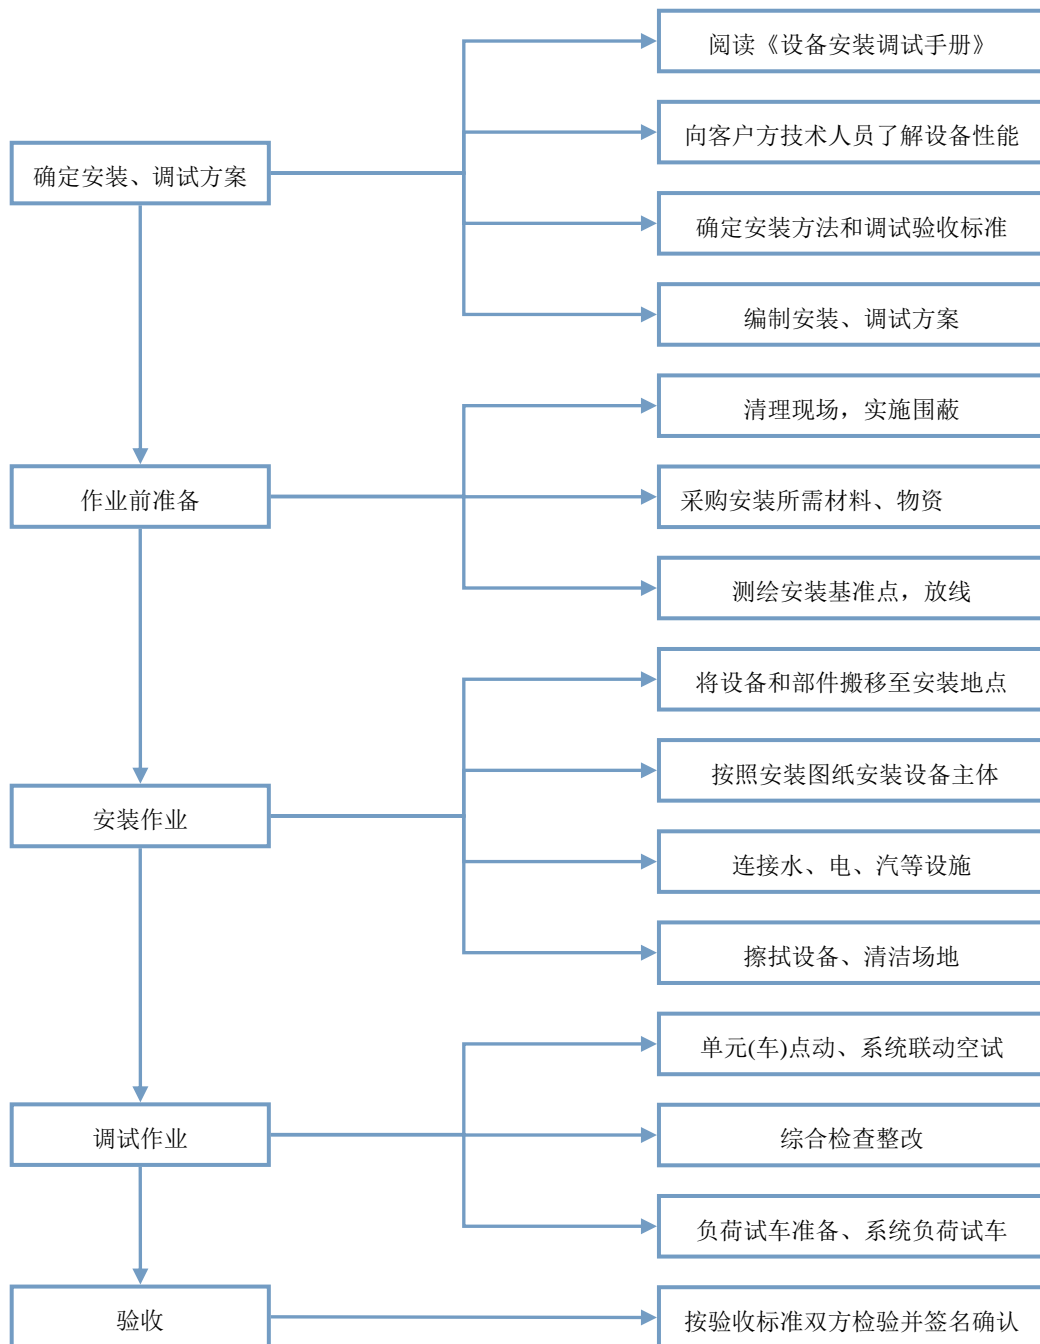 确定安装、调试方案
阅读《设备安装调试手册》
向客户方技术人员了解设备性能
确定安装方法和调试验收标准
编制安装、调试方案
作业前准备
清理现场，实施围蔽
采购安装所需材料、物资
测绘安装基准点，放线
安装作业
将设备和部件搬移至安装地点
按照安装图纸安装设备主体
连接水、电、汽等设施
擦拭设备、清洁场地
调试作业
单元(车)点动、系统联动空试
综合检查整改
负荷试车准备、系统负荷试车
验收
按验收标准双方检验并签名确认